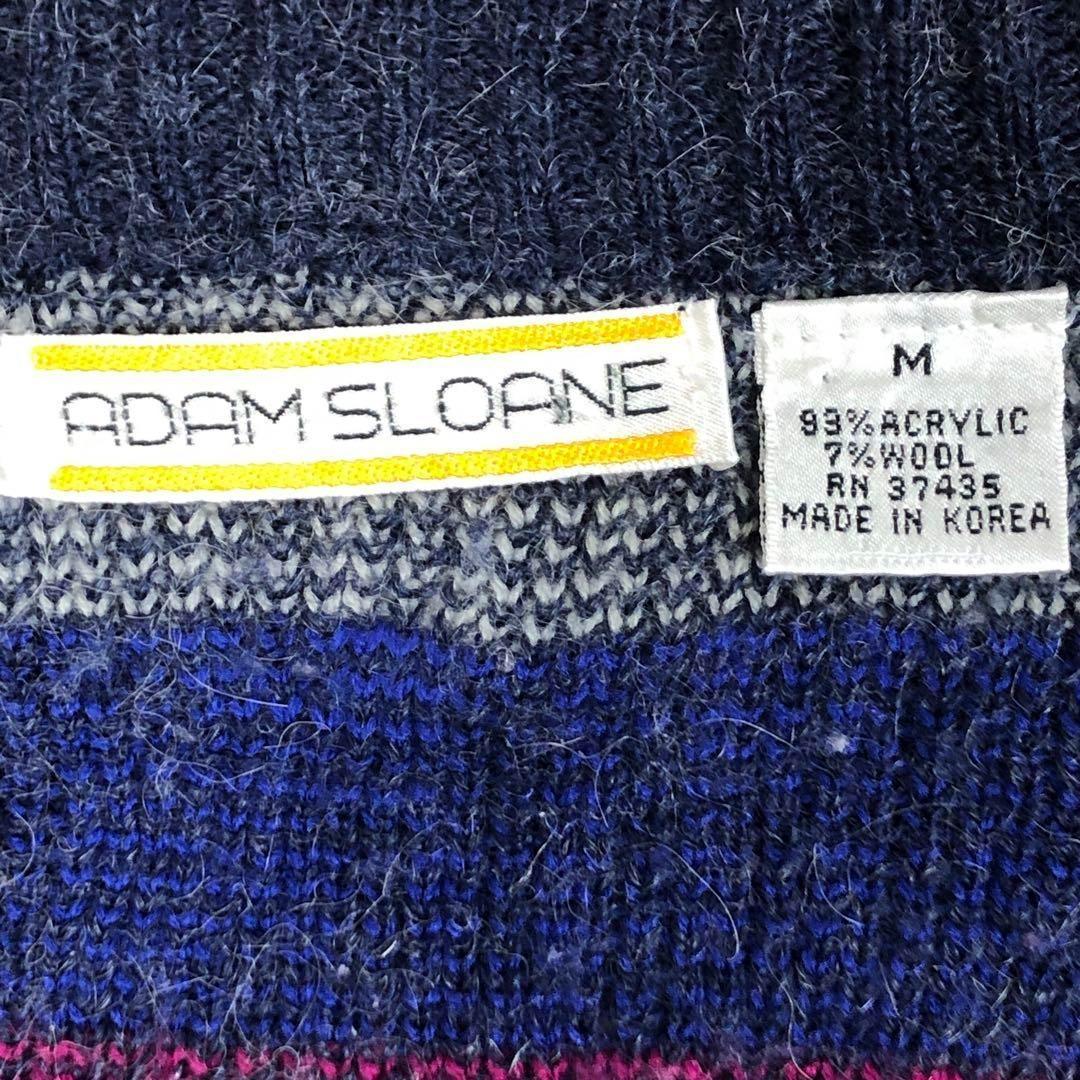 ADAM SLOANE
M
93% ACRYLIC
7% WOOL
RN 37435
MADE IN KOREA